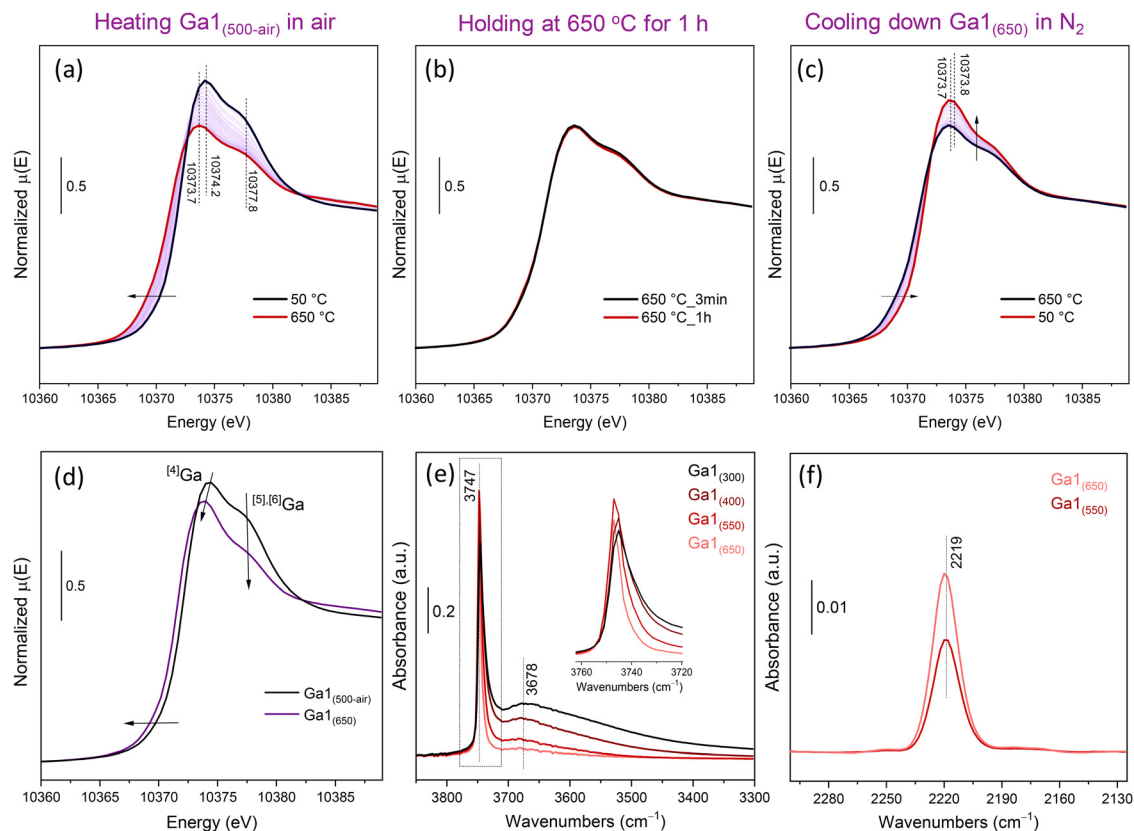 Heating Ga1(500-air) in air
Holding at 650 °C for 1 h
Cooling down Ga1(650) in N2
(a)
10373.7
10374.2
10377.8
0.5
50 °C
650 °C
Normalized μ(E)
10360 10365 10370 10375 10380 10385
Energy (eV)
(b)
0.5
650 °C_3min
650 °C_1h
Normalized μ(E)
10360 10365 10370 10375 10380 10385
Energy (eV)
(c)
10373.7
10373.8
0.5
650 °C
50 °C
Normalized μ(E)
10360 10365 10370 10375 10380 10385
Energy (eV)
(d)
[4]Ga
[5],[6]Ga
0.5
Ga1(500-air)
Ga1(650)
Normalized μ(E)
10360 10365 10370 10375 10380 10385
Energy (eV)
(e)
3747
Ga1(300)
Ga1(400)
Ga1(550)
Ga1(650)
0.2
3678
3760 3740 3720
Wavenumbers (cm−1)
Absorbance (a.u.)
3800 3700 3600 3500 3400 3300
Wavenumbers (cm−1)
(f)
Ga1(650)
Ga1(550)
2219
0.01
Absorbance (a.u.)
2280 2250 2220 2190 2160 2130
Wavenumbers (cm−1)